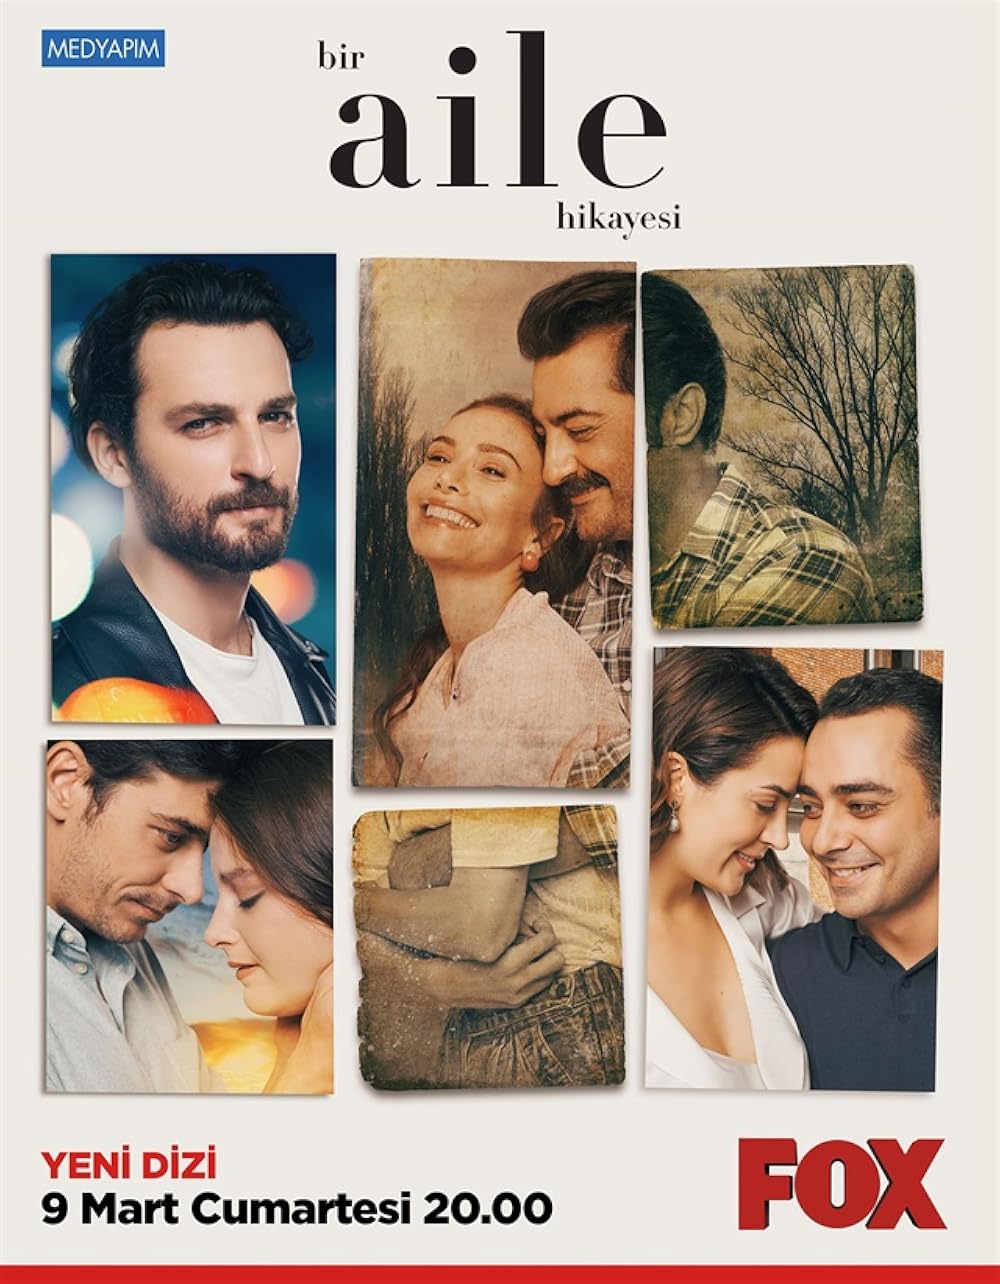 MEDYAPIM
bir
aile
hikayesi
YENİ DİZİ
9 Mart Cumartesi 20.00
FOX